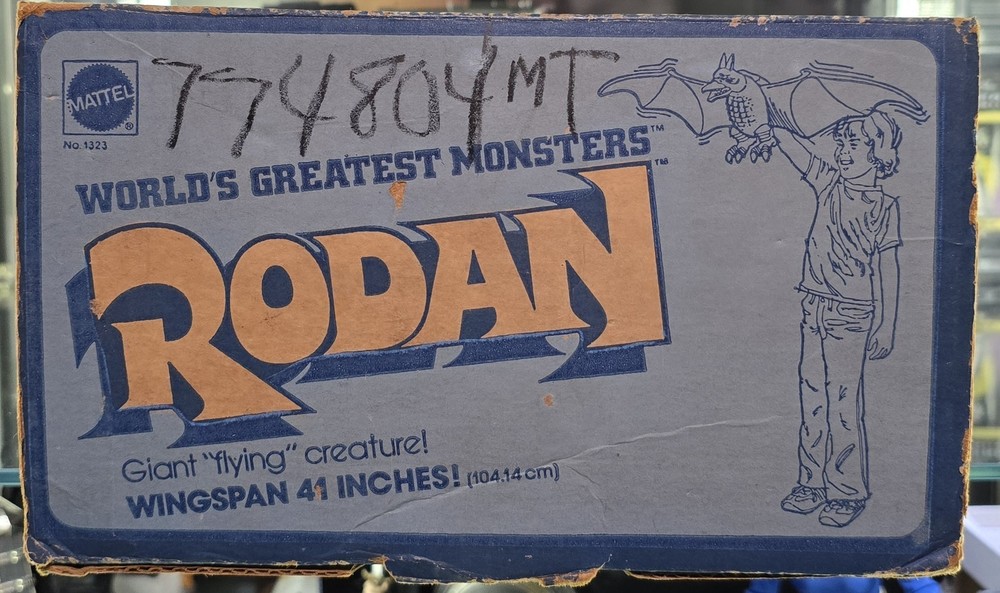 774804MT
MATTEL®
No. 1323
WORLD'S GREATEST MONSTERS™
RODAN™
Giant "flying" creature!
WINGSPAN 41 INCHES! (104.14 cm)